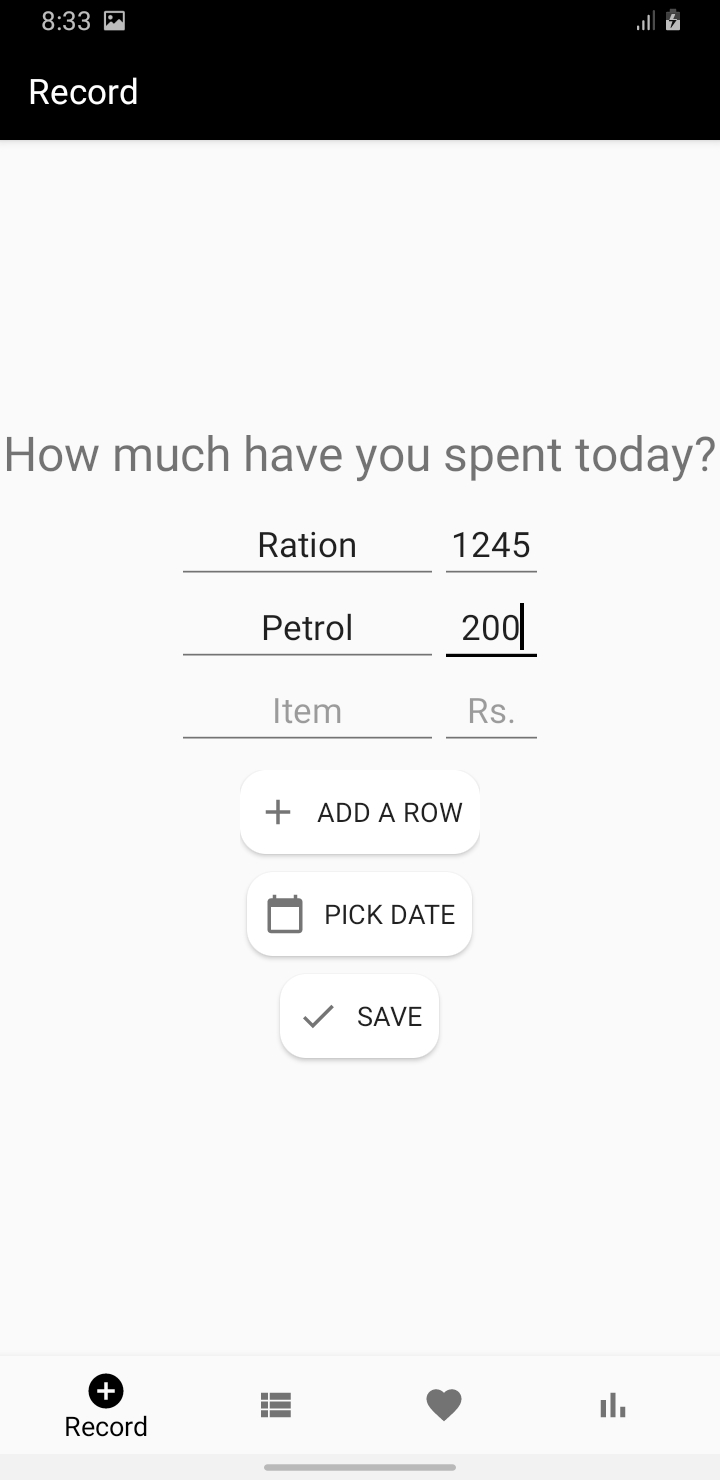 8:33
Record
How much have you spent today?
Ration 1245
Petrol 200
Item Rs.
ADD A ROW
PICK DATE
SAVE
Record